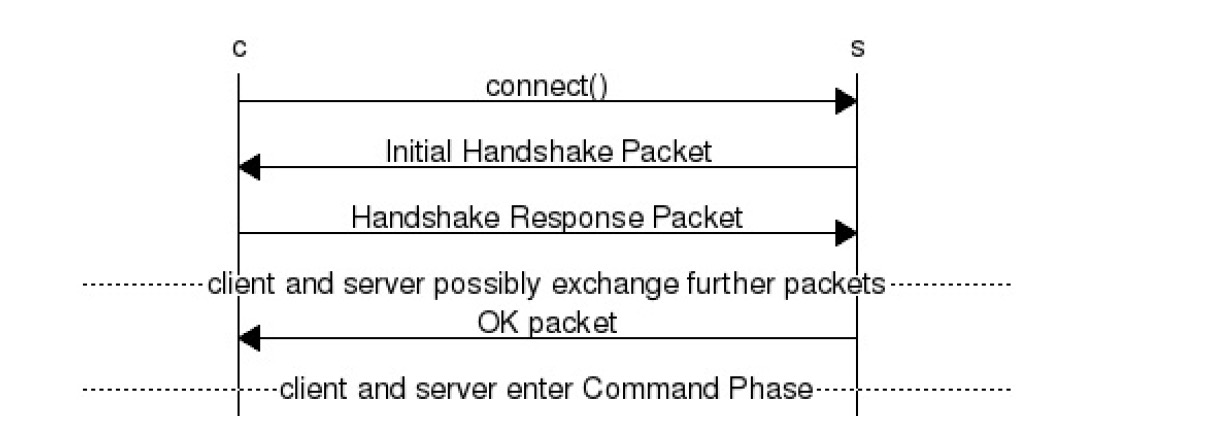 c s
connect()
Initial Handshake Packet
Handshake Response Packet
client and server possibly exchange further packets
OK packet
client and server enter Command Phase